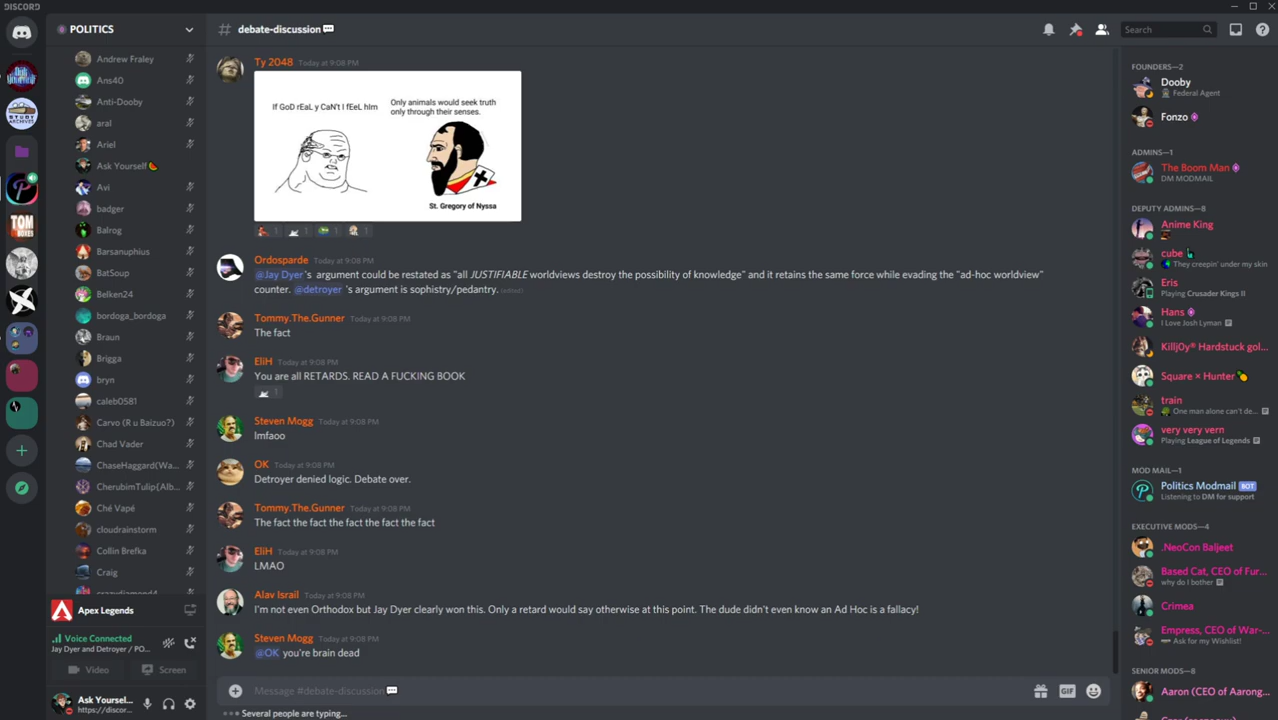 DISCORD
POLITICS
Andrew Fraley
Ans40
Anti-Dooby
aral
Ariel
Ask Yourself
Avi
badger
Balrog
Barsanuphius
BatSoup
Belken24
bordoga_bordoga
Braun
Brigga
bryn
caleb0581
Carvo (R u Baizuo?)
Chad Vader
ChaseHaggard(Wa...
CherubimTulip{Alb...
Ché Vapé
cloudrainstorm
Collin Brefka
Craig
Apex Legends
Voice Connected
Jay Dyer and Detroyer / PO...
Video
Screen
Ask Yoursel...
https://discor...
# debate-discussion
Search
Ty 2048 Today at 9:08 PM
If GoD rEaL y CaN't I fEeL hIm
Only animals would seek truth
only through their senses.
St. Gregory of Nyssa
1 1 1 1
Ordosparde Today at 9:08 PM
@Jay Dyer's argument could be restated as "all JUSTIFIABLE worldviews destroy the possibility of knowledge" and it retains the same force while evading the "ad-hoc worldview"
counter. @detroyer 's argument is sophistry/pedantry. (edited)
Tommy.The.Gunner Today at 9:08 PM
The fact
EliH Today at 9:08 PM
You are all RETARDS. READ A FUCKING BOOK
1
Steven Mogg Today at 9:08 PM
lmfaoo
OK Today at 9:08 PM
Detroyer denied logic. Debate over.
Tommy.The.Gunner Today at 9:08 PM
The fact the fact the fact the fact the fact
EliH Today at 9:08 PM
LMAO
Alav Israil Today at 9:08 PM
I'm not even Orthodox but Jay Dyer clearly won this. Only a retard would say otherwise at this point. The dude didn't even know an Ad Hoc is a fallacy!
Steven Mogg Today at 9:08 PM
@OK you're brain dead
Message #debate-discussion
GIF
Several people are typing...
FOUNDERS—2
Dooby
Federal Agent
Fonzo
ADMINS—1
The Boom Man
DM MODMAIL
DEPUTY ADMINS—8
Anime King
cube
They creepin' under my skin
Eris
Playing Crusader Kings II
Hans
I Love Josh Lyman
Killj0y® Hardstuck gol...
Square × Hunter
train
One man alone can't de...
very very vern
Playing League of Legends
MOD MAIL—1
Politics Modmail BOT
Listening to DM for support
EXECUTIVE MODS—4
.NeoCon Baljeet
Based Cat, CEO of Fur...
why do I bother
Crimea
Empress, CEO of War-...
Ask for my Wishlist!
SENIOR MODS—8
Aaron (CEO of Aarong...